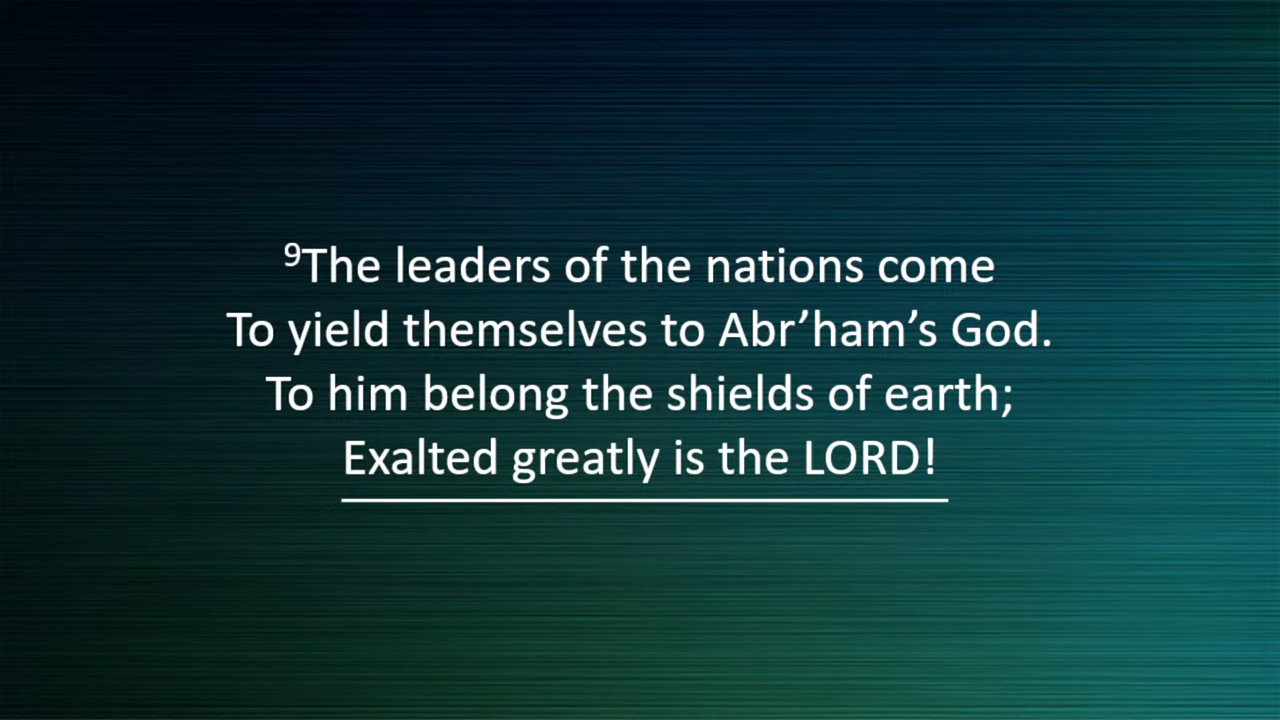 ⁹The leaders of the nations come
To yield themselves to Abr’ham’s God.
To him belong the shields of earth;
Exalted greatly is the LORD!